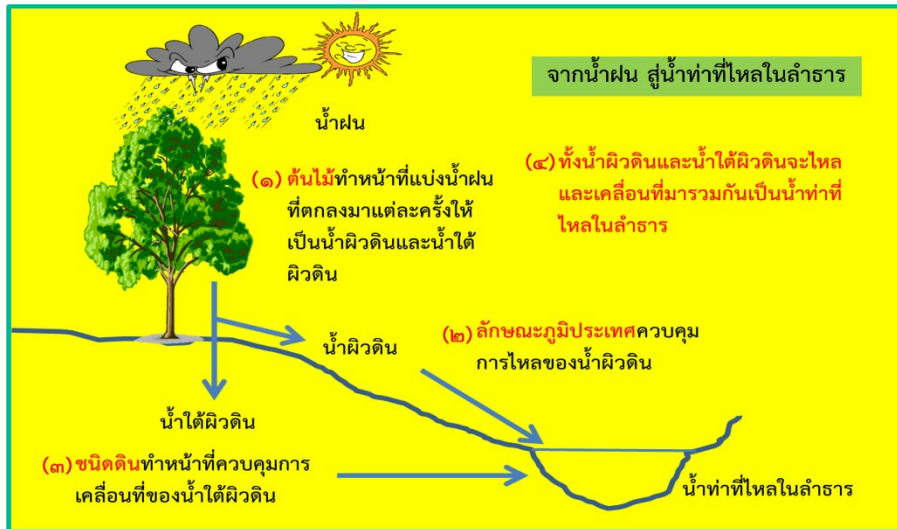 จากน้ำฝน สู่น้ำท่าที่ไหลในลำธาร
น้ำฝน
(๑) ต้นไม้ทำหน้าที่แบ่งน้ำฝน
ที่ตกลงมาแต่ละครั้งให้
เป็นน้ำผิวดินและน้ำใต้
ผิวดิน
(๔) ทั้งน้ำผิวดินและน้ำใต้ผิวดินจะไหล
และเคลื่อนที่มารวมกันเป็นน้ำท่าที่
ไหลในลำธาร
น้ำผิวดิน
(๒) ลักษณะภูมิประเทศควบคุม
การไหลของน้ำผิวดิน
น้ำใต้ผิวดิน
(๓) ชนิดดินทำหน้าที่ควบคุมการ
เคลื่อนที่ของน้ำใต้ผิวดิน
น้ำท่าที่ไหลในลำธาร